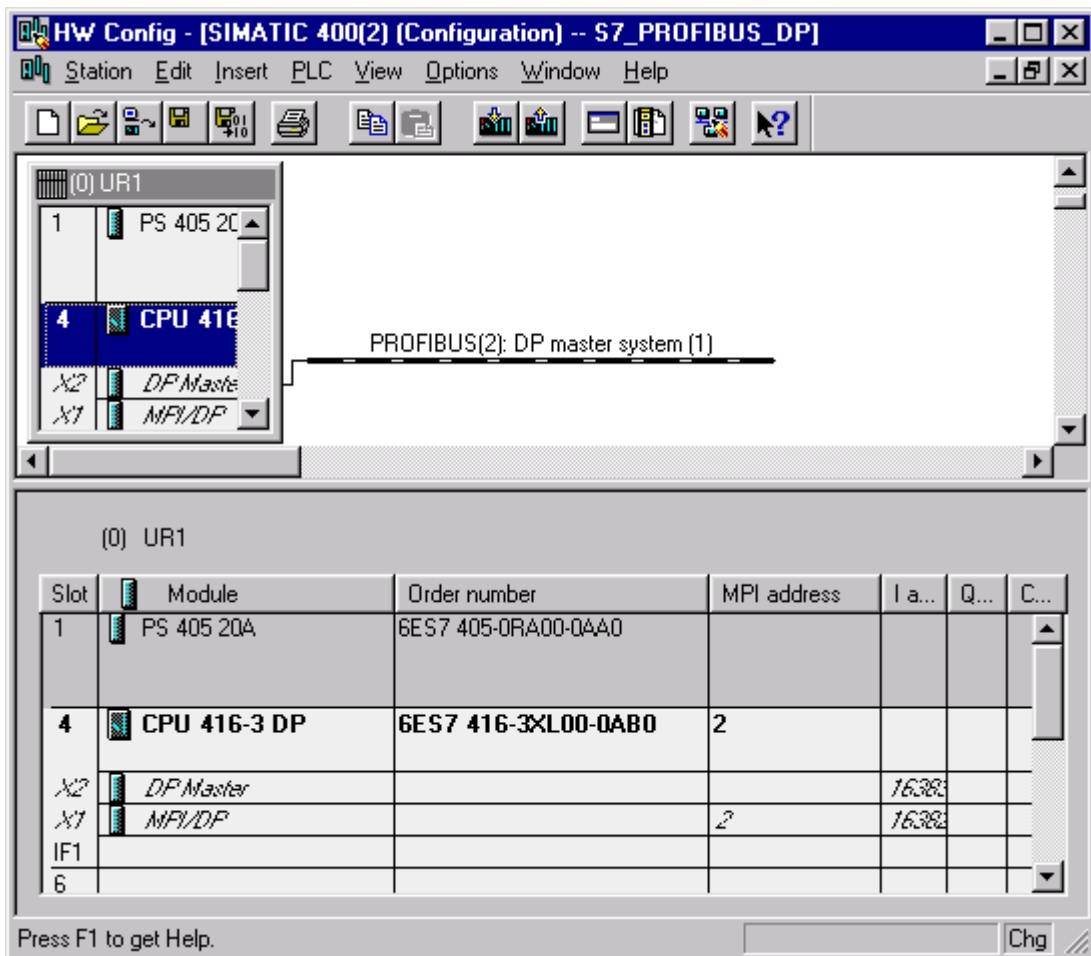 HW Config - [SIMATIC 400(2) (Configuration) -- S7_PROFIBUS_DP]
Station Edit Insert PLC View Options Window Help
(0) UR1
1 PS 405 20
4 CPU 416
X2 DP Maste
X1 MPI/DP
PROFIBUS(2): DP master system (1)
(0) UR1
Slot Module Order number MPI address I a... Q... C...
1 PS 405 20A 6ES7 405-0RA00-0AA0
4 CPU 416-3 DP 6ES7 416-3XL00-0AB0 2
X2 DP Master 16383
X1 MPI/DP 2 16382
IF1
6
Press F1 to get Help. Chg